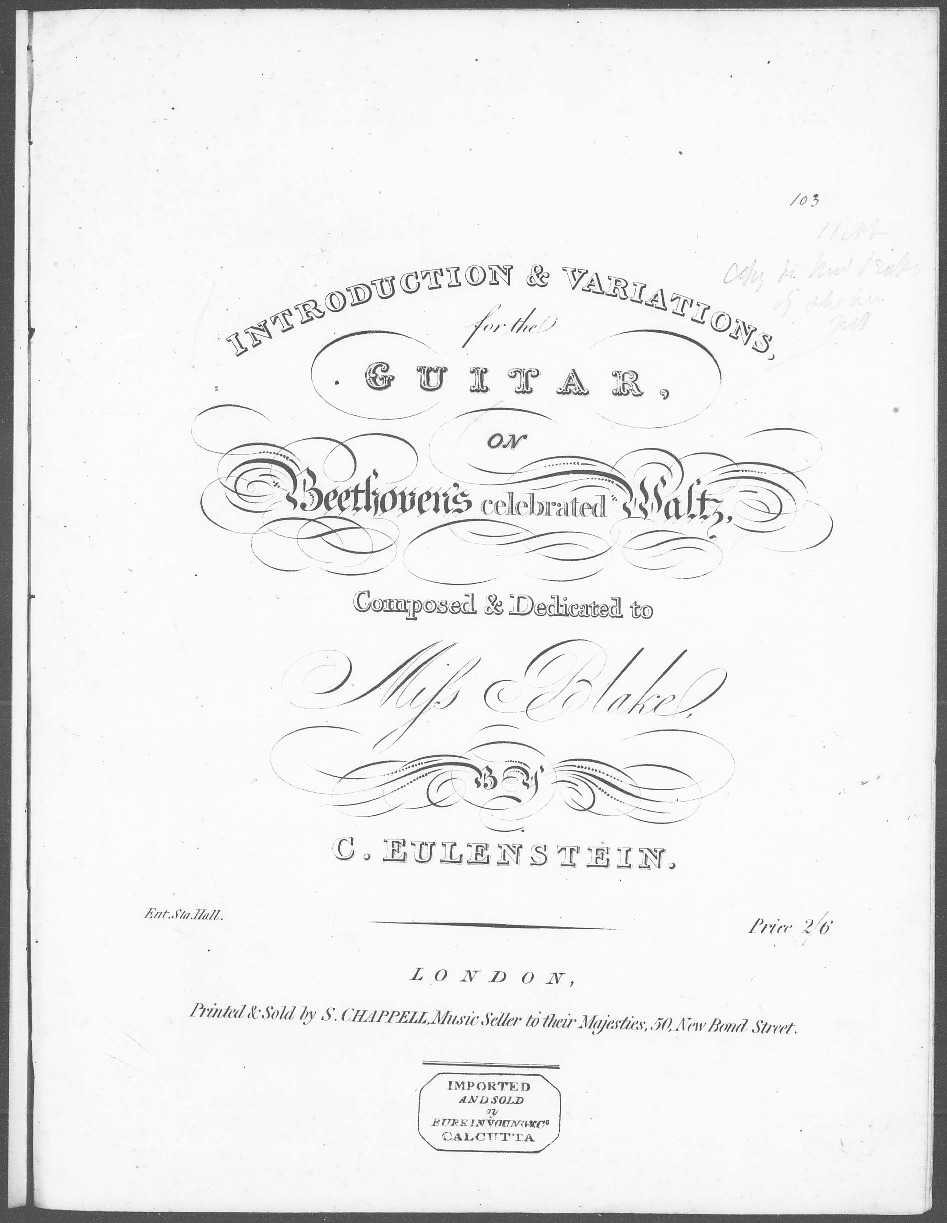 103
INTRODUCTION & VARIATIONS,
for the
GUITAR,
ON
"Beethoven's celebrated "Waltz,
Composed & Dedicated to
Miss Blake,
BY
C. EULENSTEIN.
Ent. Sta. Hall.
Price 2/6
LONDON,
Printed & Sold by S. CHAPPELL, Music Seller to their Majesties, 50, New Bond Street.
IMPORTED
AND SOLD
BY
BURKINYOUNG & Co
CALCUTTA